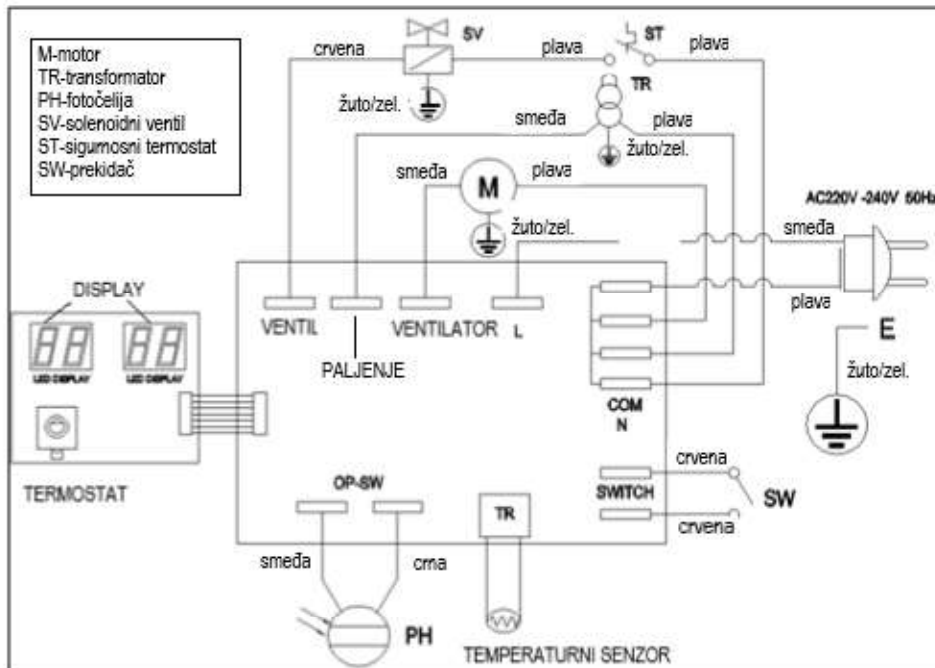 M-motor
TR-transformator
PH-fotočelija
SV-solenoidni ventil
ST-sigurnosni termostat
SW-prekidač
crvena
SV
plava
ST
plava
žuto/zel.
TR
smeđa
plava
žuto/zel.
smeđa
M
plava
žuto/zel.
AC220V -240V 50Hz
smeđa
plava
E
žuto/zel.
DISPLAY
LED DISPLAY
LED DISPLAY
TERMOSTAT
VENTIL
PALJENJE
VENTILATOR
L
COM
N
OP-SW
TR
SWITCH
crvena
SW
crvena
smeđa
crna
PH
TEMPERATURNI SENZOR